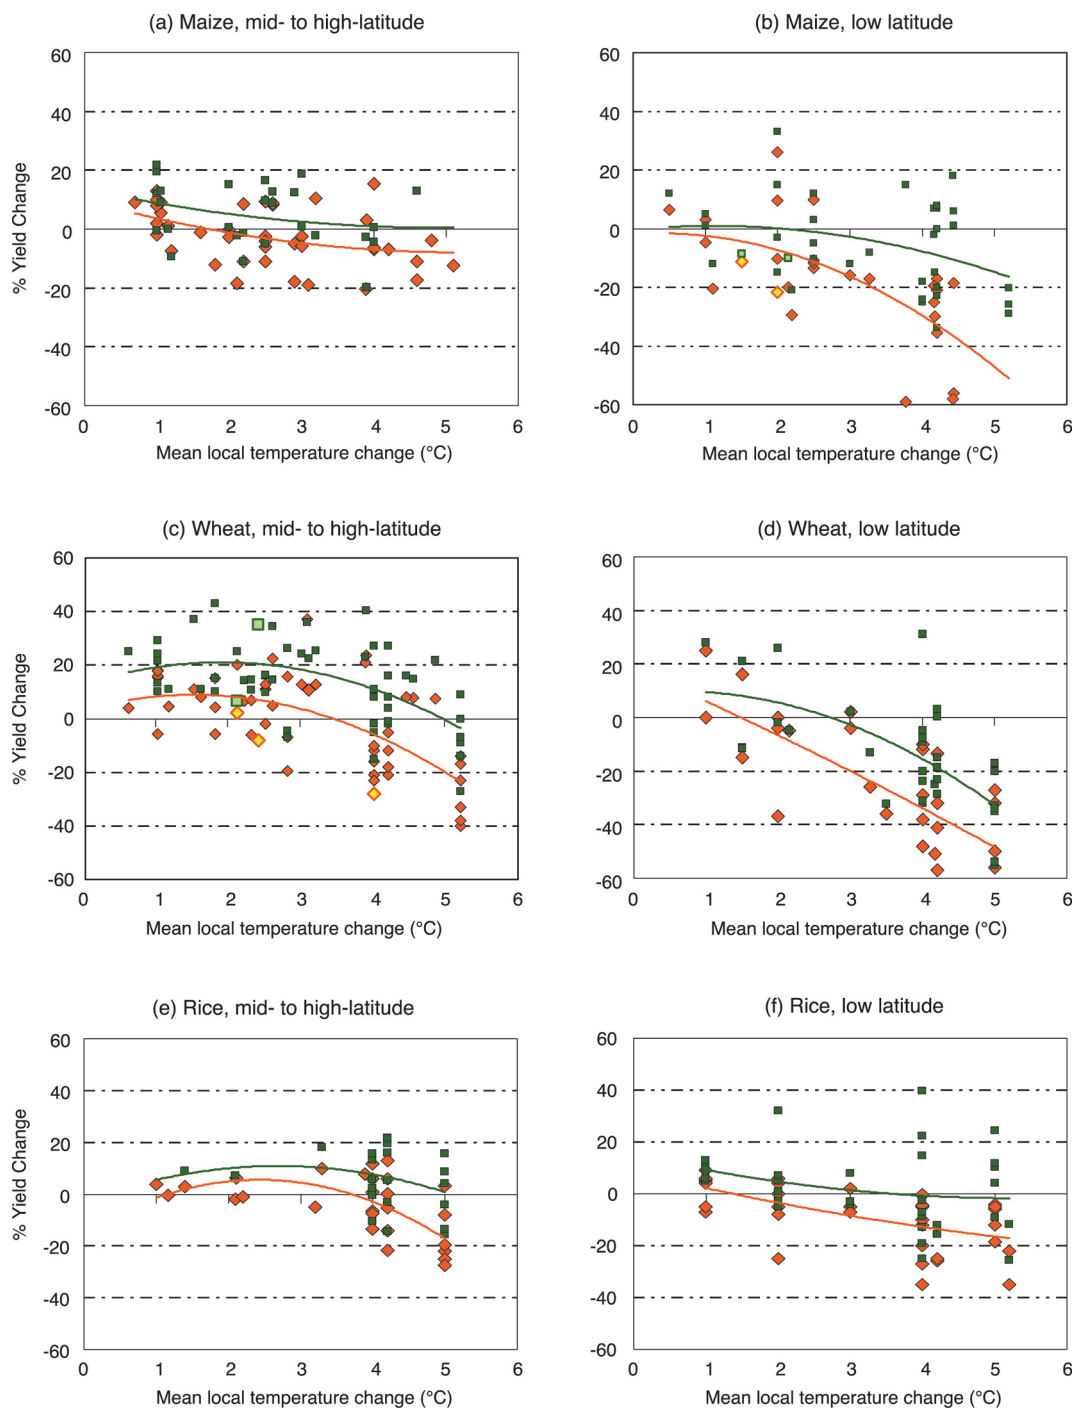 (a) Maize, mid- to high-latitude
(b) Maize, low latitude
% Yield Change
60
40
20
0
-20
-40
-60
0 1 2 3 4 5 6
Mean local temperature change (°C)
60
40
20
0
-20
-40
-60
0 1 2 3 4 5 6
Mean local temperature change (°C)
(c) Wheat, mid- to high-latitude
(d) Wheat, low latitude
% Yield Change
60
40
20
0
-20
-40
-60
0 1 2 3 4 5 6
Mean local temperature change (°C)
60
40
20
0
-20
-40
-60
0 1 2 3 4 5 6
Mean local temperature change (°C)
(e) Rice, mid- to high-latitude
(f) Rice, low latitude
% Yield Change
60
40
20
0
-20
-40
-60
0 1 2 3 4 5 6
Mean local temperature change (°C)
60
40
20
0
-20
-40
-60
0 1 2 3 4 5 6
Mean local temperature change (°C)